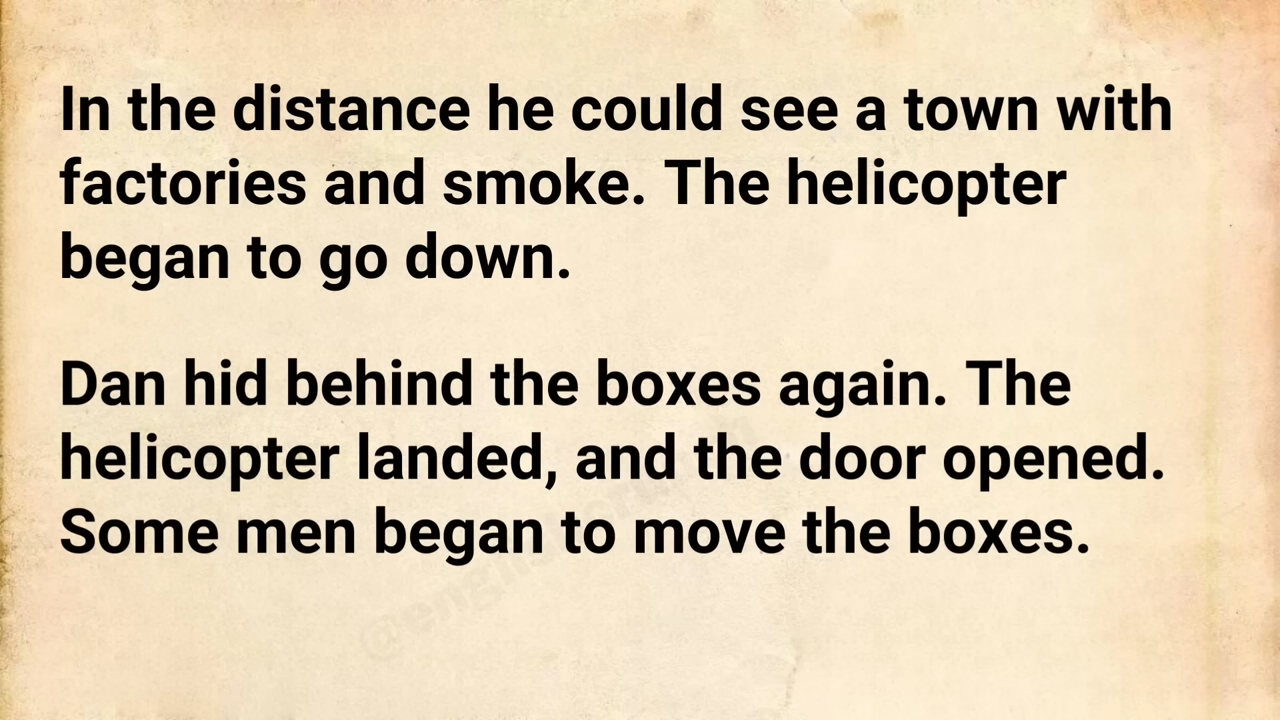 In the distance he could see a town with
factories and smoke. The helicopter
began to go down.
Dan hid behind the boxes again. The
helicopter landed, and the door opened.
Some men began to move the boxes.